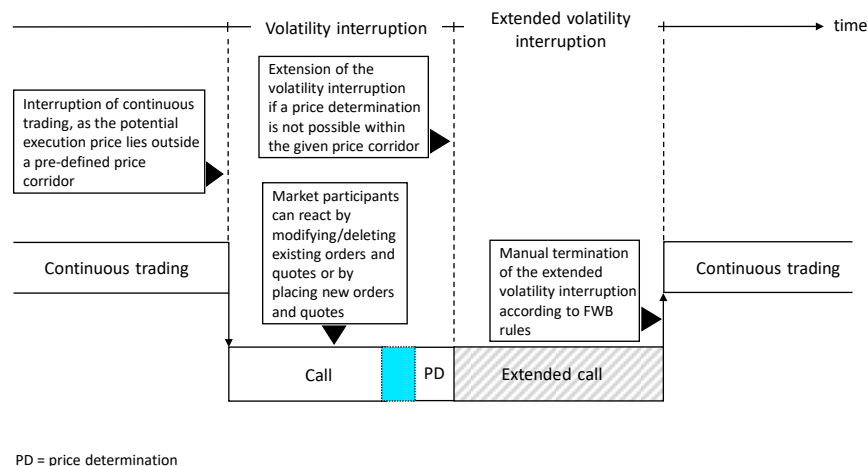 Volatility interruption
Extended volatility
interruption
time
Interruption of continuous
trading, as the potential
execution price lies outside
a pre-defined price
corridor
Extension of the
volatility interruption
if a price determination
is not possible within
the given price corridor
Market participants
can react by
modifying/deleting
existing orders and
quotes or by
placing new orders
and quotes
Manual termination
of the extended
volatility interruption
according to FWB
rules
Continuous trading
Continuous trading
Call
PD
Extended call
PD = price determination